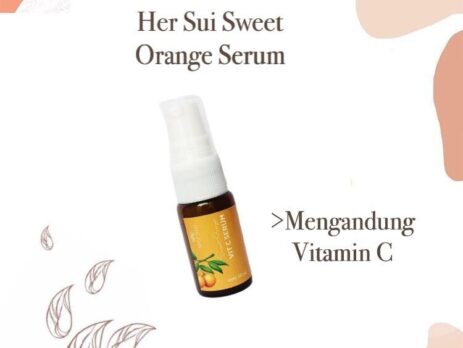 Her Sui Sweet
Orange Serum
VIT C SERUM
>Mengandung
Vitamin C